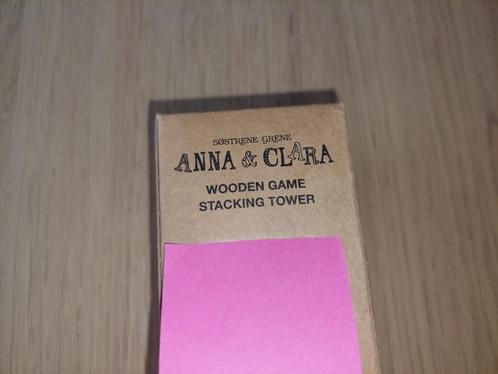 SØSTRENE GRENE
ANNA & CLARA
WOODEN GAME
STACKING TOWER